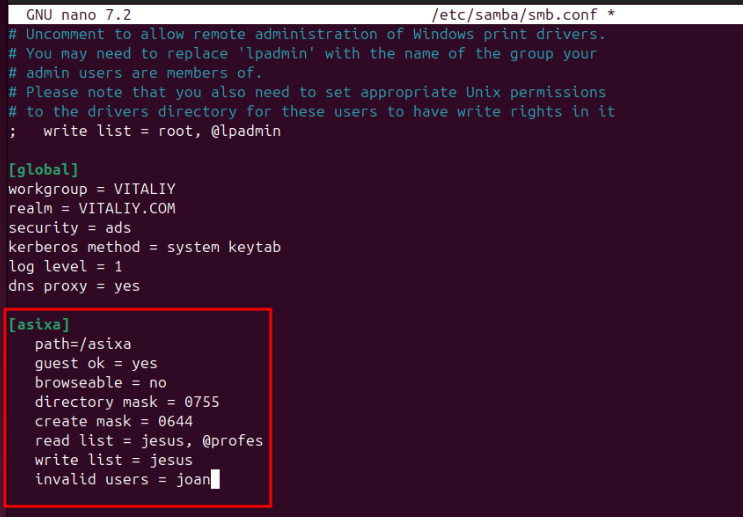 GNU nano 7.2 /etc/samba/smb.conf *
# Uncomment to allow remote administration of Windows print drivers.
# You may need to replace 'lpadmin' with the name of the group your
# admin users are members of.
# Please note that you also need to set appropriate Unix permissions
# to the drivers directory for these users to have write rights in it
;   write list = root, @lpadmin
[global]
workgroup = VITALIY
realm = VITALIY.COM
security = ads
kerberos method = system keytab
log level = 1
dns proxy = yes
[asixa]
path=/asixa
guest ok = yes
browseable = no
directory mask = 0755
create mask = 0644
read list = jesus, @profes
write list = jesus
invalid users = joan